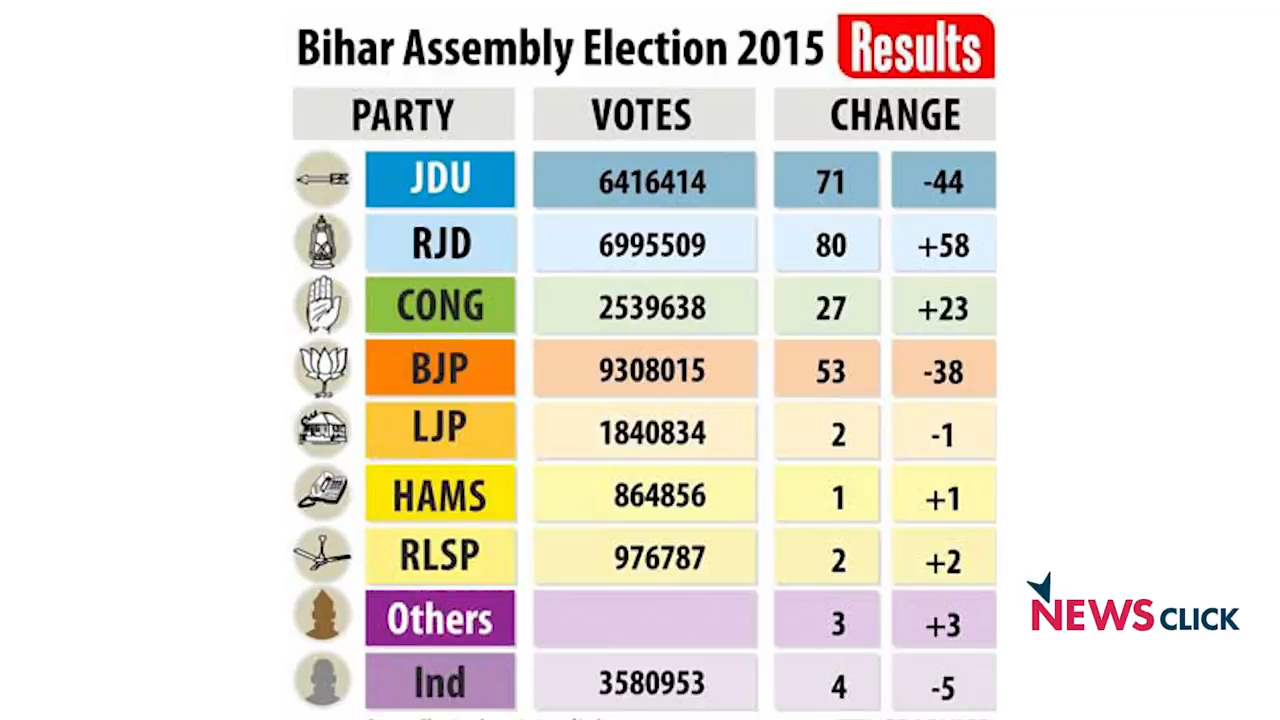 Bihar Assembly Election 2015 Results
PARTY VOTES CHANGE
JDU 6416414 71 -44
RJD 6995509 80 +58
CONG 2539638 27 +23
BJP 9308015 53 -38
LJP 1840834 2 -1
HAMS 864856 1 +1
RLSP 976787 2 +2
Others 3 +3
Ind 3580953 4 -5
NEWSCLICK